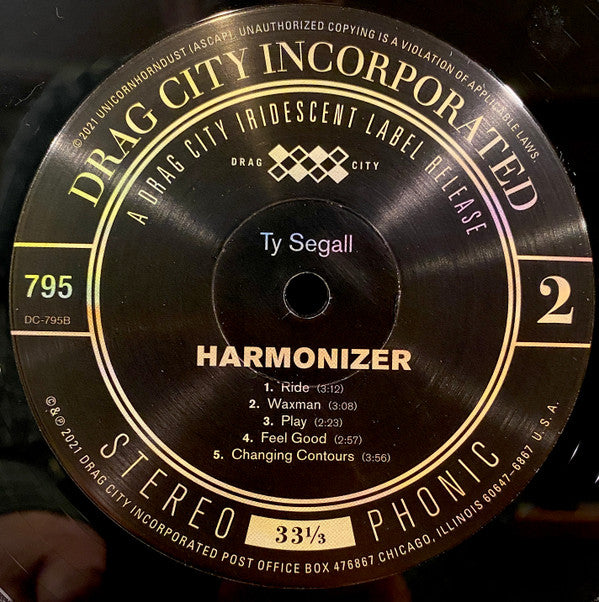 ©2021 UNICORNHORNDUST (ASCAP). UNAUTHORIZED COPYING IS A VIOLATION OF APPLICABLE LAWS.
DRAG CITY INCORPORATED
A DRAG CITY IRIDESCENT LABEL RELEASE
DRAG CITY
Ty Segall
795
DC-795B
2
HARMONIZER
1. Ride (3:12)
2. Waxman (3:08)
3. Play (2:23)
4. Feel Good (2:57)
5. Changing Contours (3:56)
STEREO PHONIC
33⅓
©&℗ 2021 DRAG CITY INCORPORATED POST OFFICE BOX 476867 CHICAGO, ILLINOIS 60647-6867 U.S.A.